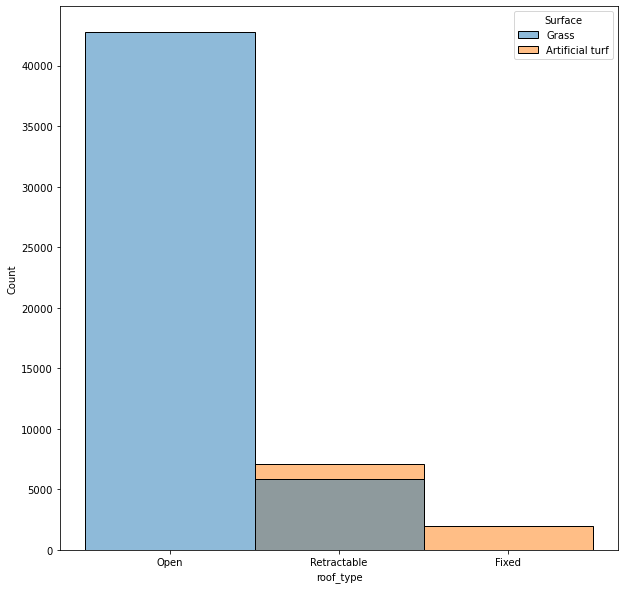 Surface
Grass
Artificial turf
40000
35000
30000
25000
20000
15000
10000
5000
0
Count
Open
Retractable
Fixed
roof_type